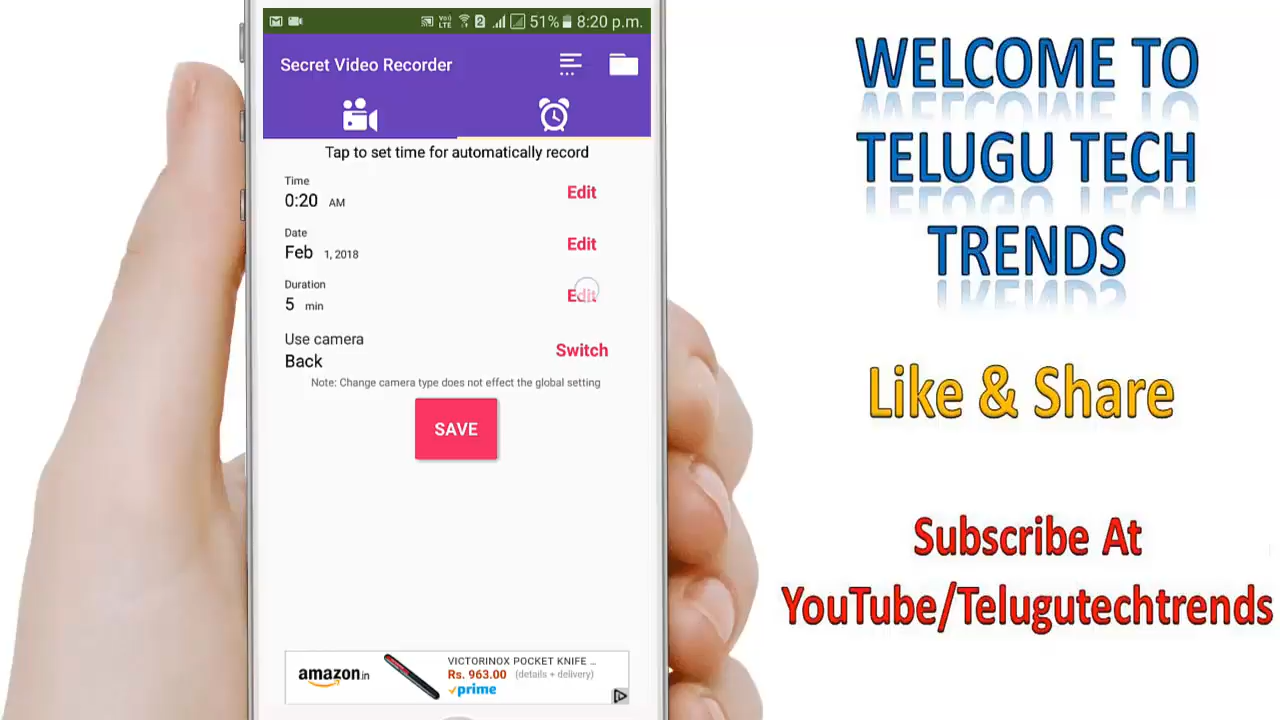 51% 8:20 p.m.
Secret Video Recorder
Tap to set time for automatically record
Time
0:20 AM
Edit
Date
Feb 1, 2018
Edit
Duration
5 min
Edit
Use camera
Back
Switch
Note: Change camera type does not effect the global setting
SAVE
amazon.in
VICTORINOX POCKET KNIFE ...
Rs. 963.00 (details + delivery)
prime
WELCOME TO
TELUGU TECH
TRENDS
Like & Share
Subscribe At
YouTube/Telugutechtrends